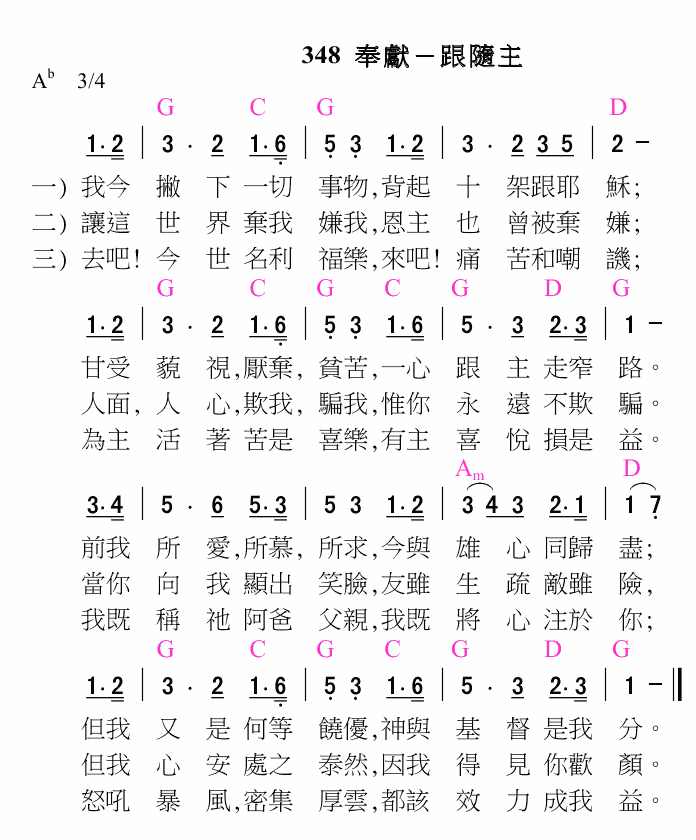 348 奉獻－跟隨主
A♭ 3/4
G C G D
1·2 | 3 · 2 1·6 | 5 3 1·2 | 3 · 2 3 5 | 2 －
一) 我今 撇 下 一切 事物,背起 十 架跟耶 穌;
二) 讓這 世 界 棄我 嫌我,恩主 也 曾被棄 嫌;
三) 去吧! 今 世 名利 福樂,來吧! 痛 苦和嘲 譏;
G C G C G D G
1·2 | 3 · 2 1·6 | 5 3 1·6 | 5 · 3 2·3 | 1 －
甘受 藐 視,厭棄, 貧苦,一心 跟 主 走窄 路。
人面, 人 心,欺我, 騙我,惟你 永 遠 不欺 騙。
為主 活 著 苦是 喜樂,有主 喜 悅 損是 益。
Am D
3·4 | 5 · 6 5·3 | 5 3 1·2 | 3 4 3 2·1 | 1 7
前我 所 愛,所慕, 所求,今與 雄 心 同歸 盡;
當你 向 我 顯出 笑臉,友雖 生 疏 敵雖 險,
我既 稱 祂 阿爸 父親,我既 將 心 注於 你;
G C G C G D G
1·2 | 3 · 2 1·6 | 5 3 1·6 | 5 · 3 2·3 | 1 － ‖
但我 又 是 何等 饒優,神與 基 督 是我 分。
但我 心 安 處之 泰然,因我 得 見 你歡 顏。
怒吼 暴 風,密集 厚雲,都該 效 力 成我 益。